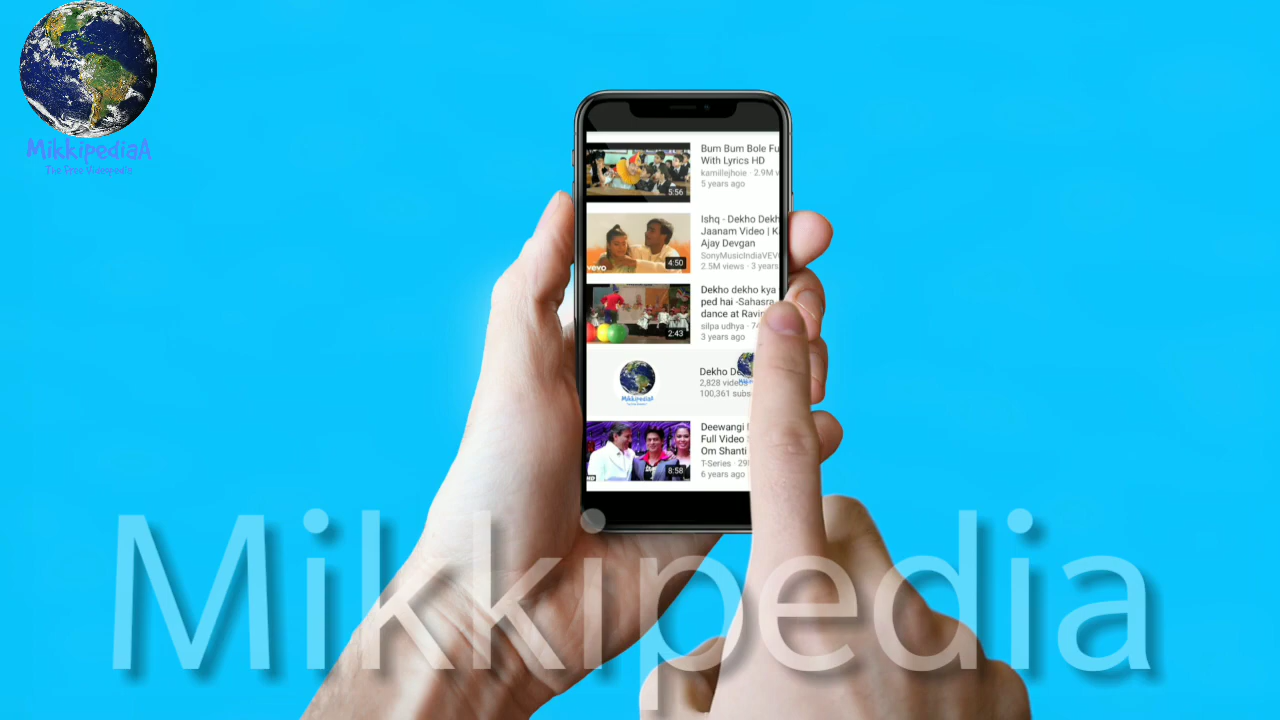 MikkipediaA
The Free Videopedia
Bum Bum Bole Fu
With Lyrics HD
kamillejhoie · 2.9M v
5 years ago
5:56
Ishq - Dekho Dekh
Jaanam Video | K
Ajay Devgan
SonyMusicIndiaVEV
2.5M views · 3 years
4:50
vevo
Dekho dekho kya
ped hai -Sahasra
dance at Ravin
silpa udhya · 7
3 years ago
2:43
Dekho De
2,828 videos
100,361 subs
MikkipediaA
Deewangi
Full Video
Om Shanti
T-Series · 29
6 years ago
8:58
HD
Mikkipedia